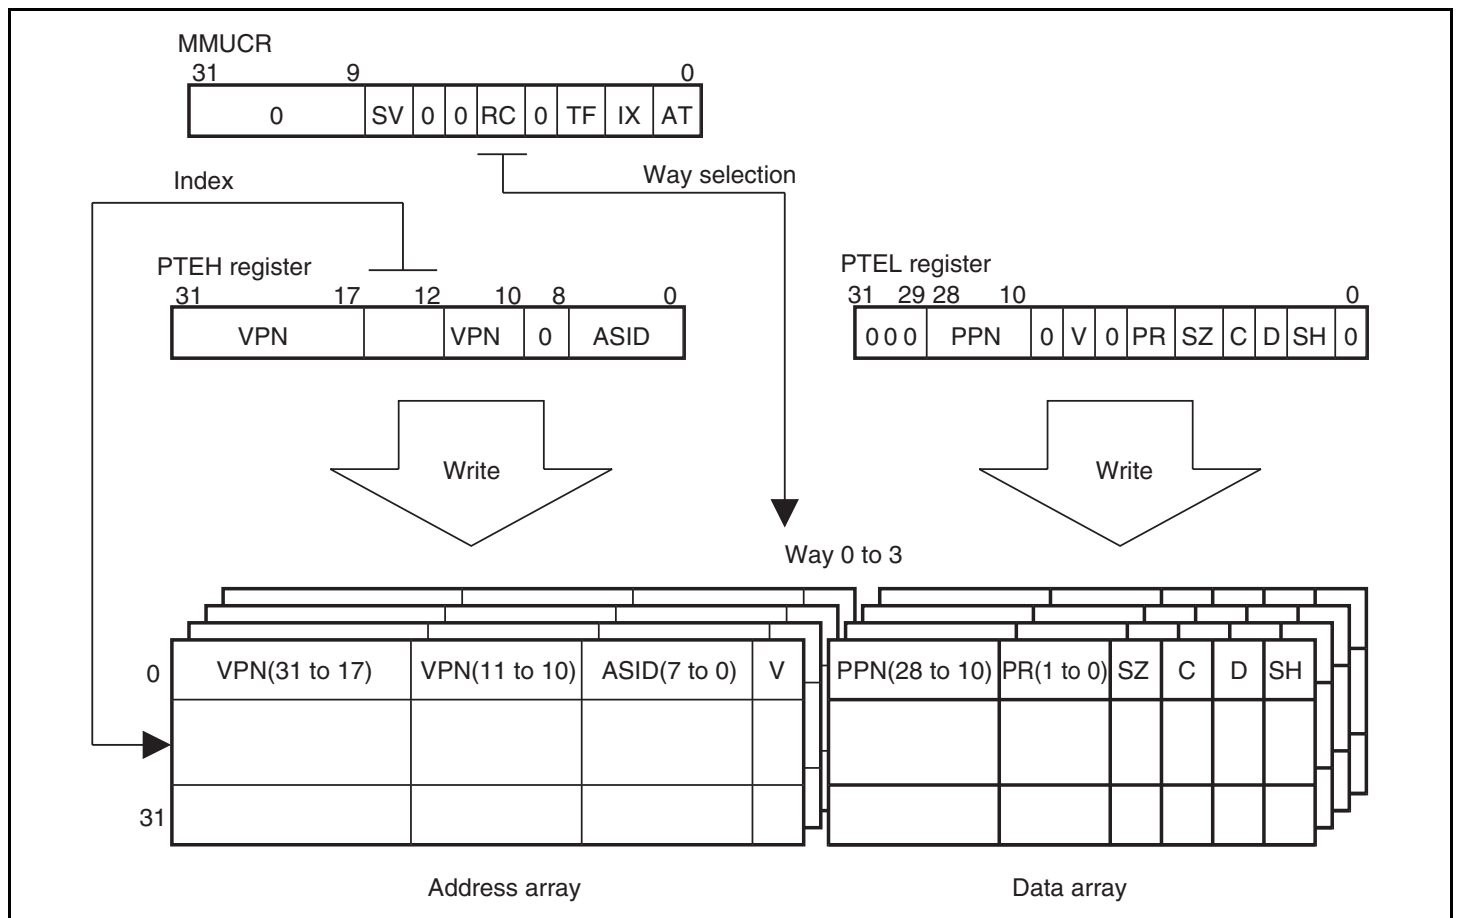 MMUCR
31 9 0
0 SV 0 0 RC 0 TF IX AT
Index
Way selection
PTEH register
31 17 12 10 8 0
VPN VPN 0 ASID
PTEL register
31 29 28 10 0
0 0 0 PPN 0 V 0 PR SZ C D SH 0
Write
Write
Way 0 to 3
0 VPN(31 to 17) VPN(11 to 10) ASID(7 to 0) V PPN(28 to 10) PR(1 to 0) SZ C D SH
31
Address array
Data array